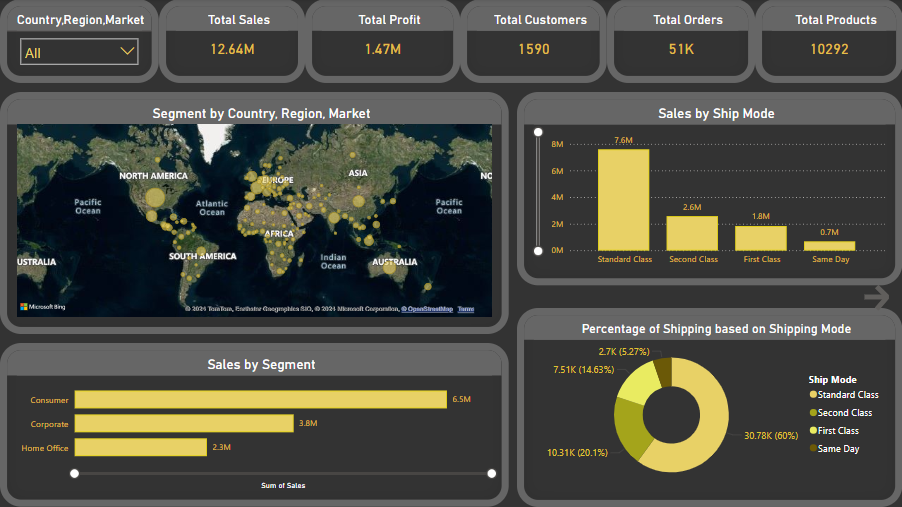 Country,Region,Market
All
Total Sales
12.64M
Total Profit
1.47M
Total Customers
1590
Total Orders
51K
Total Products
10292
Segment by Country, Region, Market
NORTH AMERICA
EUROPE
ASIA
NO
Pacific
Ocean
Atlantic
Ocean
Pacific
Ocean
AFRICA
SOUTH AMERICA
Indian
Ocean
USTRALIA
AUSTRALIA
Microsoft Bing
© 2024 TomTom, Earthstar Geographics SIO, © 2024 Microsoft Corporation, © OpenStreetMap Terms
Sales by Ship Mode
8M
6M
4M
2M
0M
7.6M
2.6M
1.8M
0.7M
Standard Class
Second Class
First Class
Same Day
Sales by Segment
Consumer
6.5M
Corporate
3.8M
Home Office
2.3M
Sum of Sales
Percentage of Shipping based on Shipping Mode
2.7K (5.27%)
7.51K (14.63%)
10.31K (20.1%)
30.78K (60%)
Ship Mode
Standard Class
Second Class
First Class
Same Day